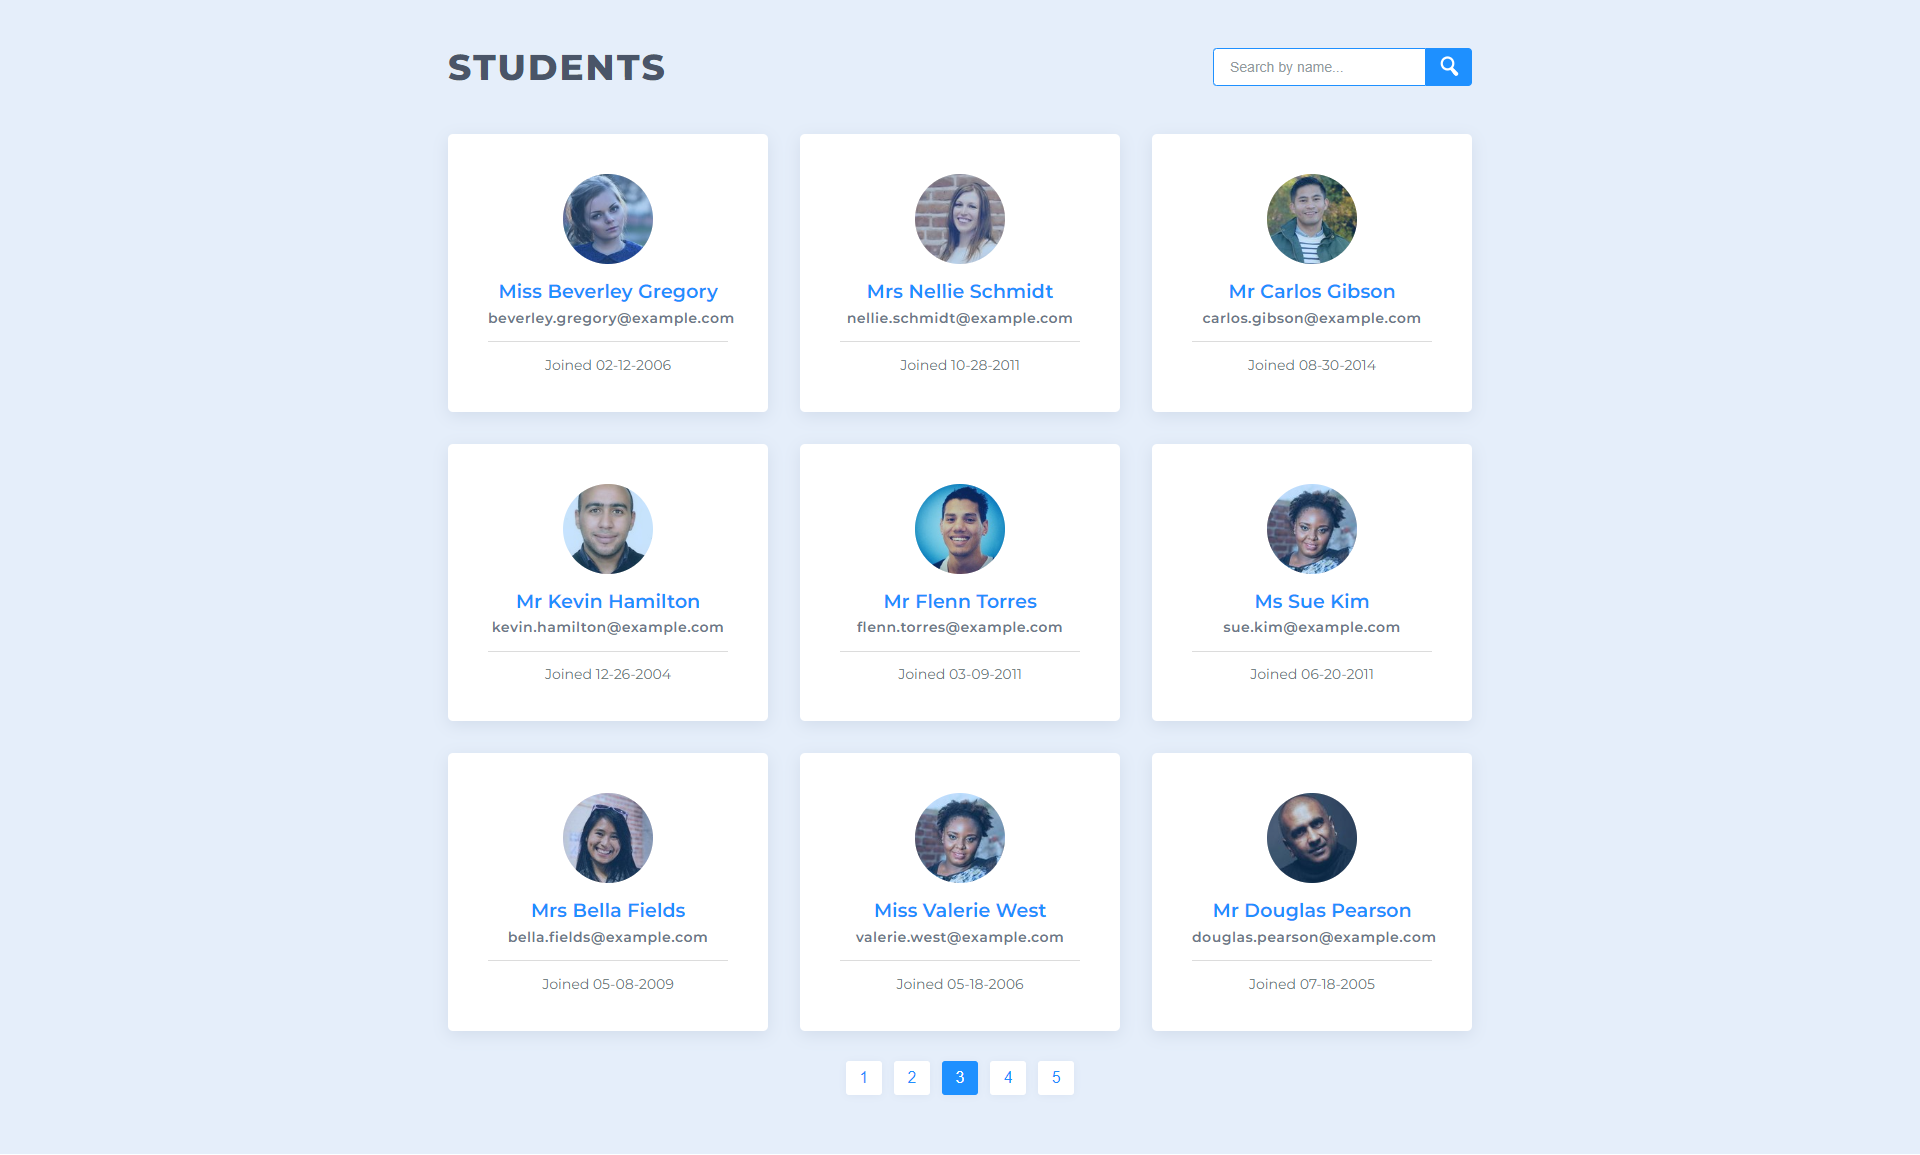 STUDENTS
Search by name...
Miss Beverley Gregory
beverley.gregory@example.com
Joined 02-12-2006
Mrs Nellie Schmidt
nellie.schmidt@example.com
Joined 10-28-2011
Mr Carlos Gibson
carlos.gibson@example.com
Joined 08-30-2014
Mr Kevin Hamilton
kevin.hamilton@example.com
Joined 12-26-2004
Mr Flenn Torres
flenn.torres@example.com
Joined 03-09-2011
Ms Sue Kim
sue.kim@example.com
Joined 06-20-2011
Mrs Bella Fields
bella.fields@example.com
Joined 05-08-2009
Miss Valerie West
valerie.west@example.com
Joined 05-18-2006
Mr Douglas Pearson
douglas.pearson@example.com
Joined 07-18-2005
1 2 3 4 5